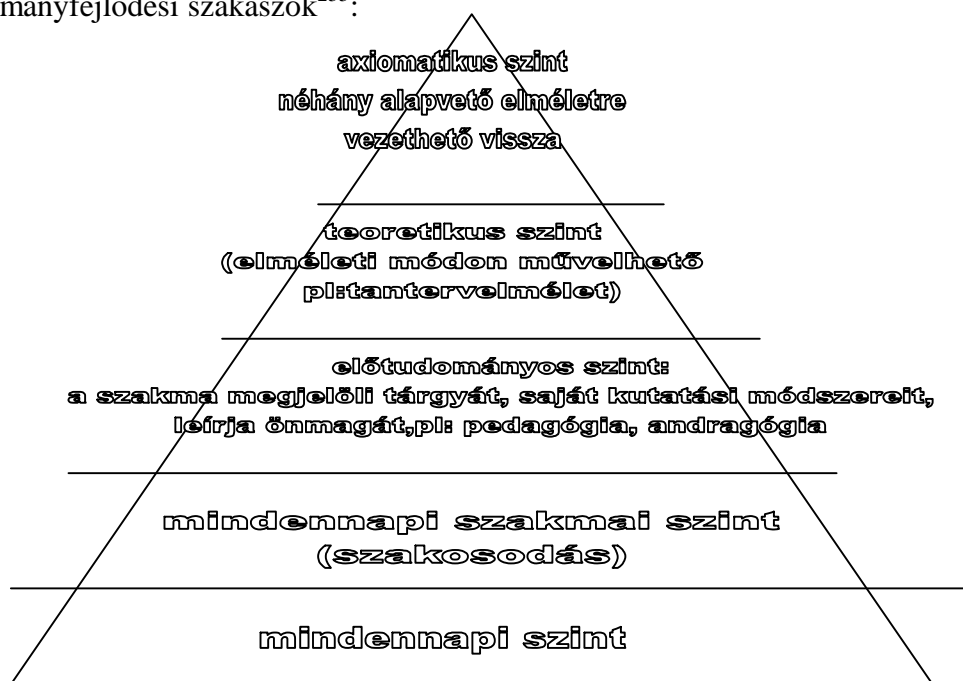 mányfejlődési szakaszok:
axiomatikus szint
néhány alapvető elméletre
vezethető vissza
teoretikus szint
(elméleti módon művelhető
pl:tantervelmélet)
előtudományos szint:
a szakma megjelöli tárgyát, saját kutatási módszereit,
leírja önmagát,pl: pedagógia, andragógia
mindennapi szakmai szint
(szakosodás)
mindennapi szint